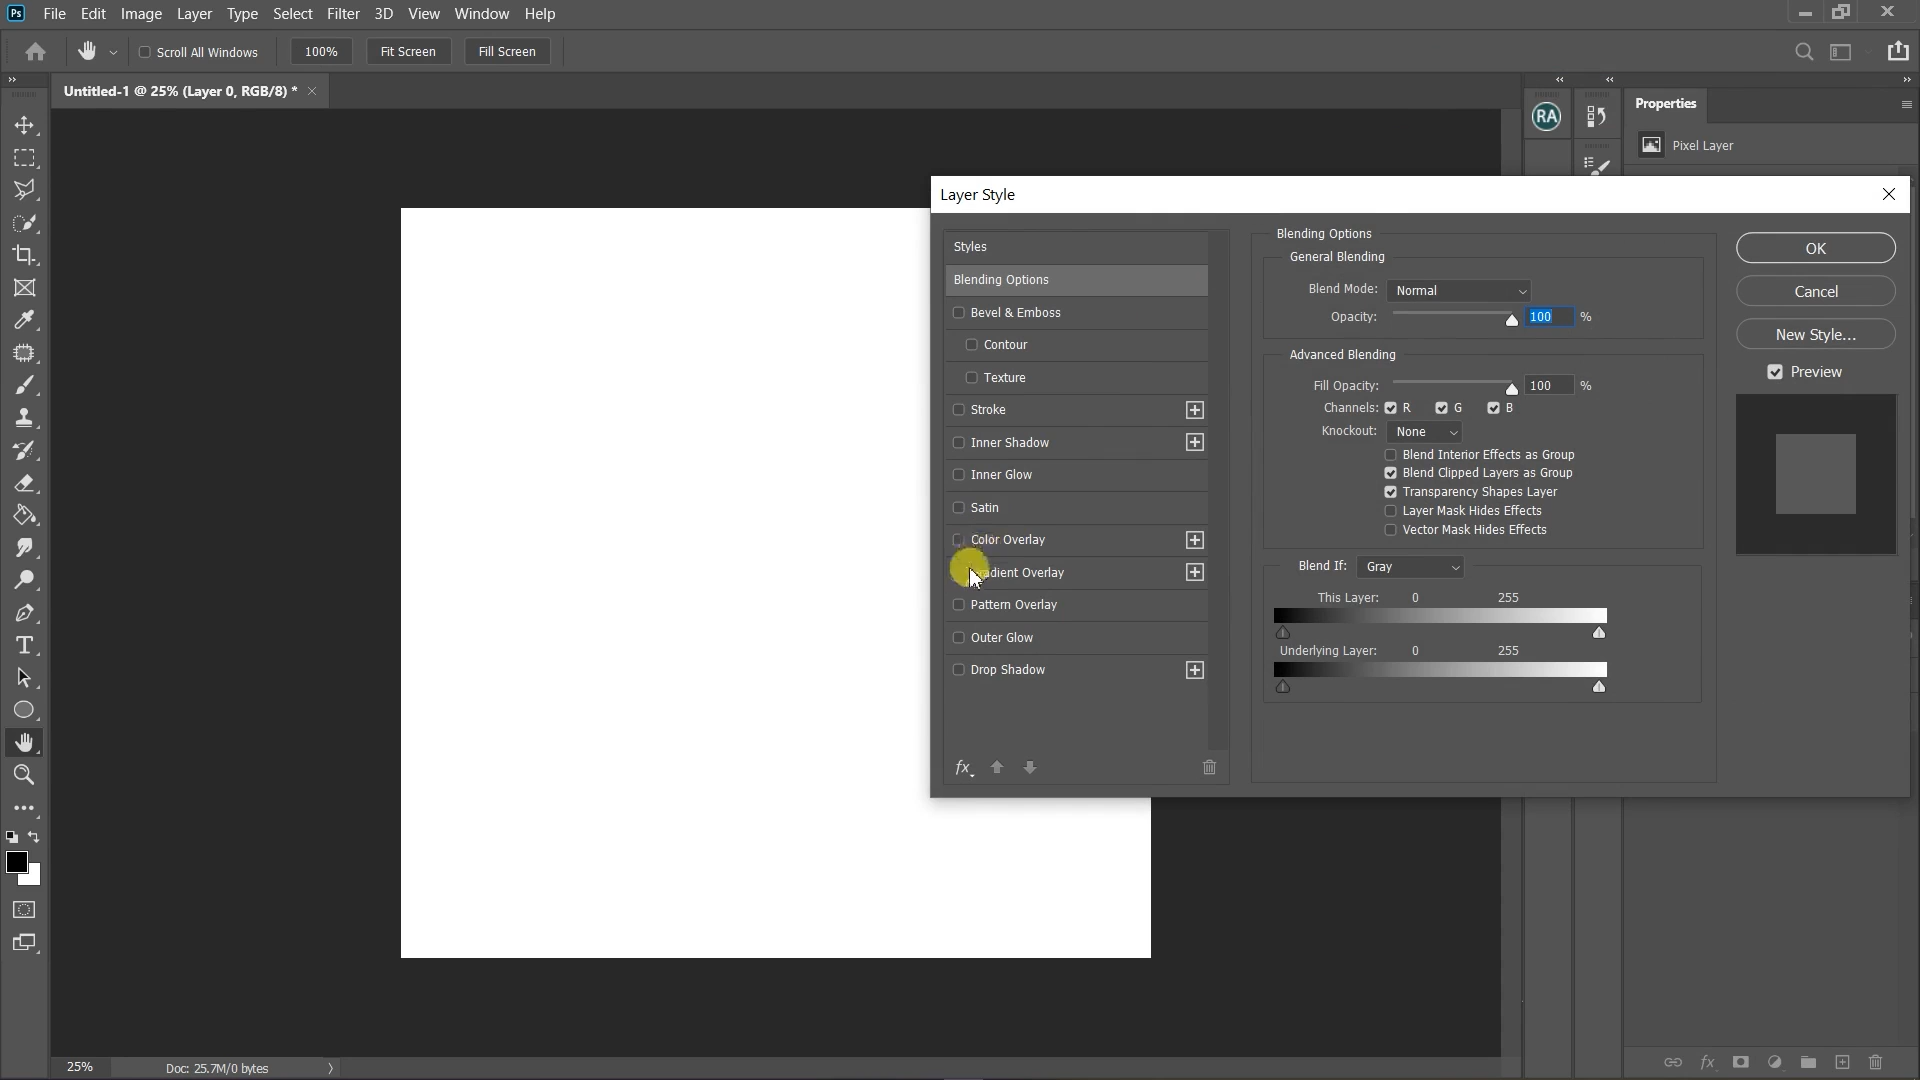 Ps File Edit Image Layer Type Select Filter 3D View Window Help
Scroll All Windows 100% Fit Screen Fill Screen
Untitled-1 @ 25% (Layer 0, RGB/8) * ×
RA
Properties
Pixel Layer
Layer Style
Styles
Blending Options
Bevel & Emboss
Contour
Texture
Stroke
Inner Shadow
Inner Glow
Satin
Color Overlay
adient Overlay
Pattern Overlay
Outer Glow
Drop Shadow
fx
Blending Options
General Blending
Blend Mode: Normal
Opacity: 100 %
Advanced Blending
Fill Opacity: 100 %
Channels: R G B
Knockout: None
Blend Interior Effects as Group
Blend Clipped Layers as Group
Transparency Shapes Layer
Layer Mask Hides Effects
Vector Mask Hides Effects
Blend If: Gray
This Layer: 0 255
Underlying Layer: 0 255
OK
Cancel
New Style...
Preview
T
25% Doc: 25.7M/0 bytes
fx